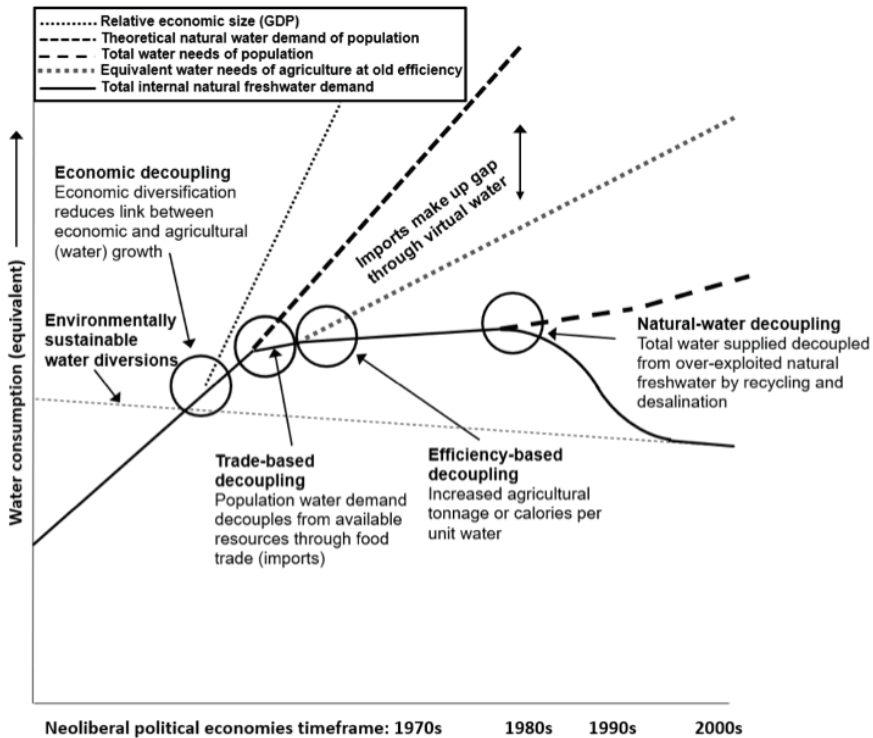 Relative economic size (GDP)
Theoretical natural water demand of population
Total water needs of population
Equivalent water needs of agriculture at old efficiency
Total internal natural freshwater demand
Water consumption (equivalent)
Economic decoupling
Economic diversification
reduces link between
economic and agricultural
(water) growth
Imports make up gap
through virtual water
Environmentally
sustainable
water diversions
Natural-water decoupling
Total water supplied decoupled
from over-exploited natural
freshwater by recycling and
desalination
Trade-based
decoupling
Population water demand
decouples from available
resources through food
trade (imports)
Efficiency-based
decoupling
Increased agricultural
tonnage or calories per
unit water
Neoliberal political economies timeframe: 1970s 1980s 1990s 2000s